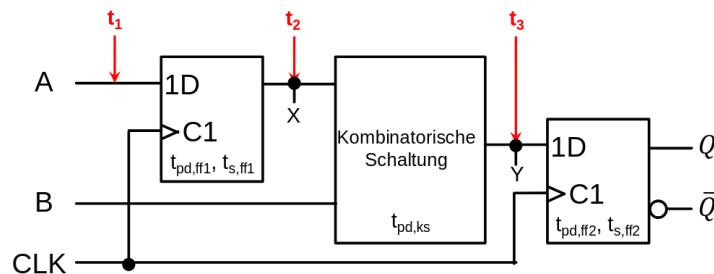 t1
t2
t3
A
1D
C1
tpd,ff1, ts,ff1
X
Kombinatorische
Schaltung
tpd,ks
Y
1D
C1
tpd,ff2, ts,ff2
Q
Q̄
B
CLK